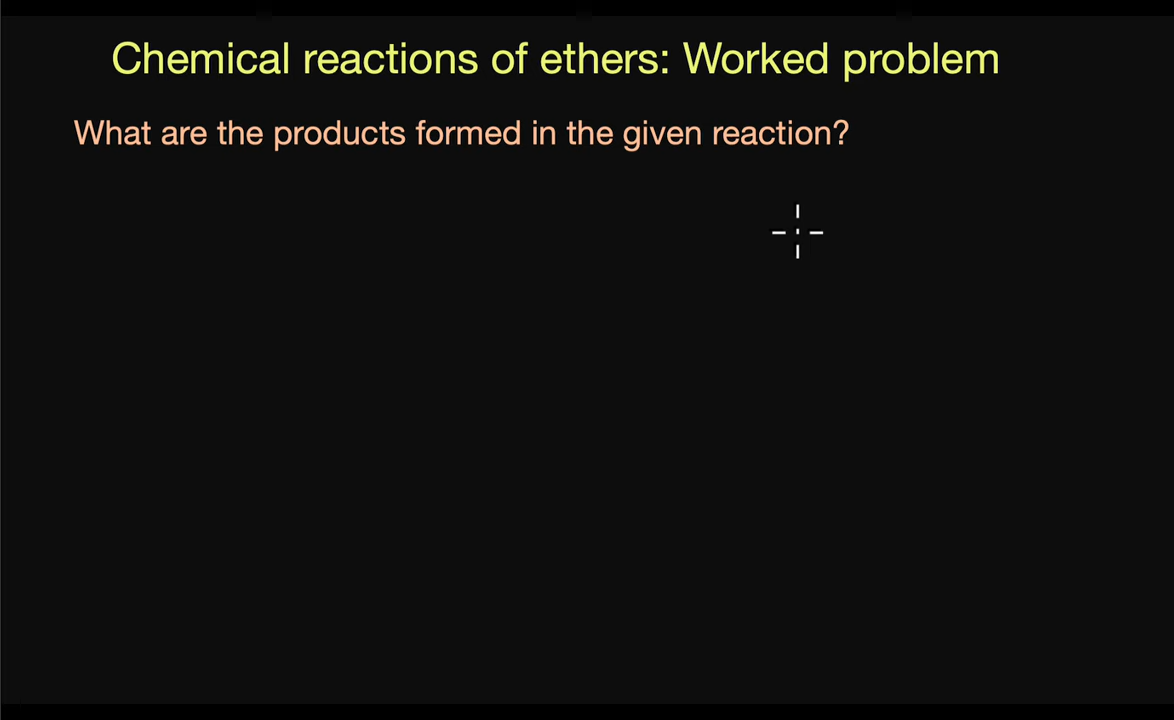 Chemical reactions of ethers: Worked problem
What are the products formed in the given reaction?